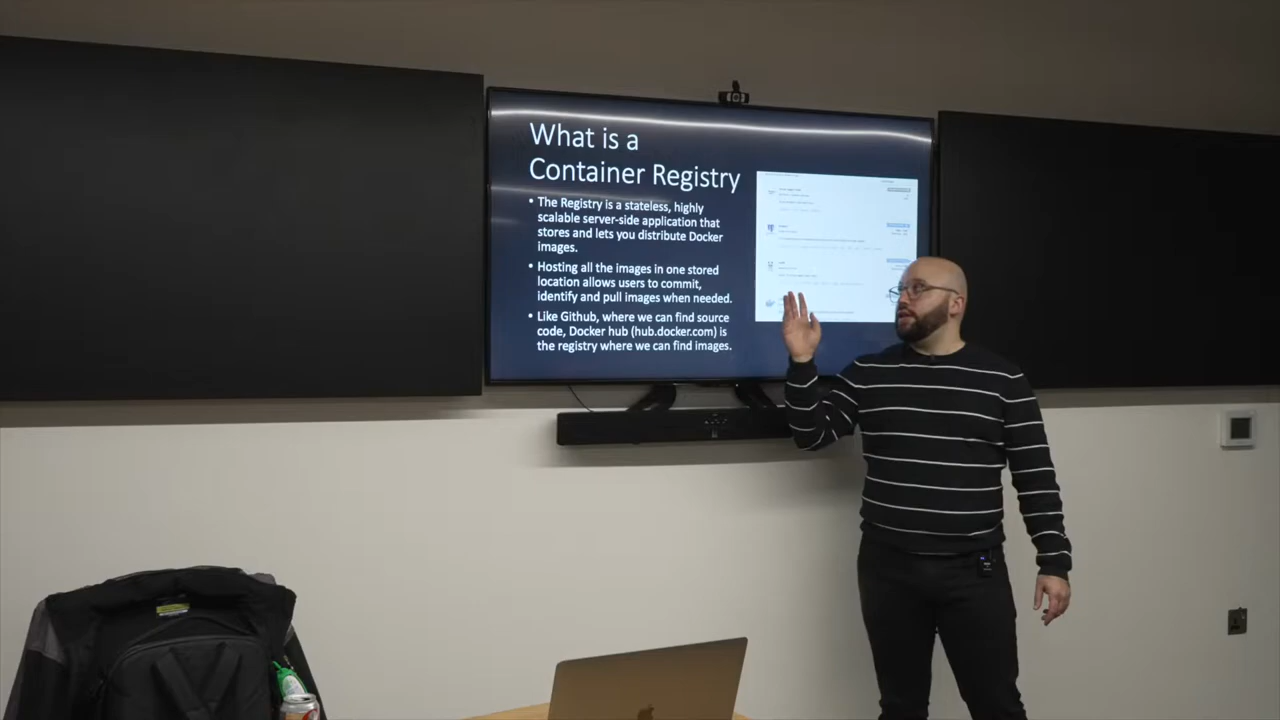 What is a
Container Registry
• The Registry is a stateless, highly
scalable server-side application that
stores and lets you distribute Docker
images.
• Hosting all the images in one stored
location allows users to commit,
identify and pull images when needed.
• Like Github, where we can find source
code, Docker hub (hub.docker.com) is
the registry where we can find images.